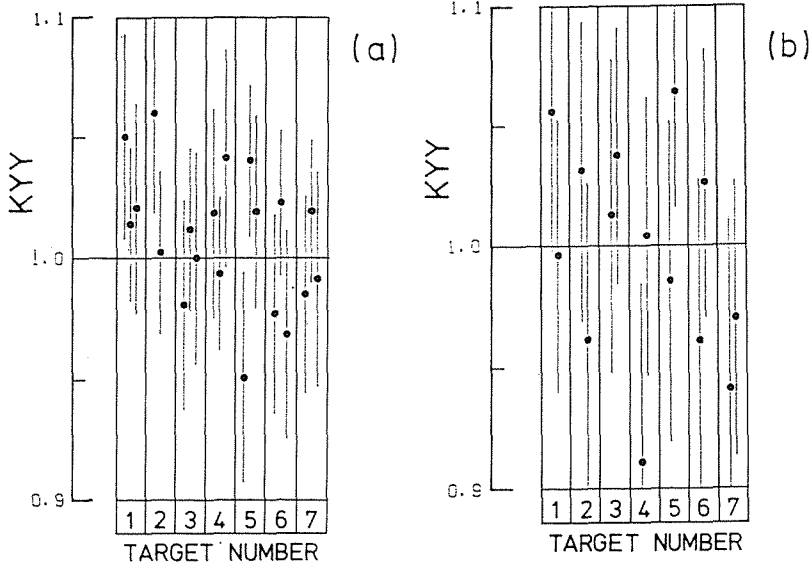 1.1
(a)
KYY
1.0
0.9
1 2 3 4 5 6 7
TARGET NUMBER
1.1
(b)
KYY
1.0
0.9
1 2 3 4 5 6 7
TARGET NUMBER